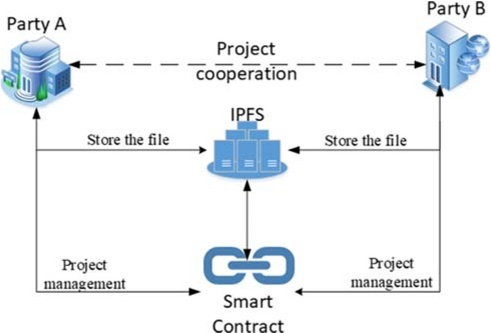 Party A
Party B
Project
cooperation
IPFS
Store the file
Store the file
Project
management
Project
management
Smart
Contract